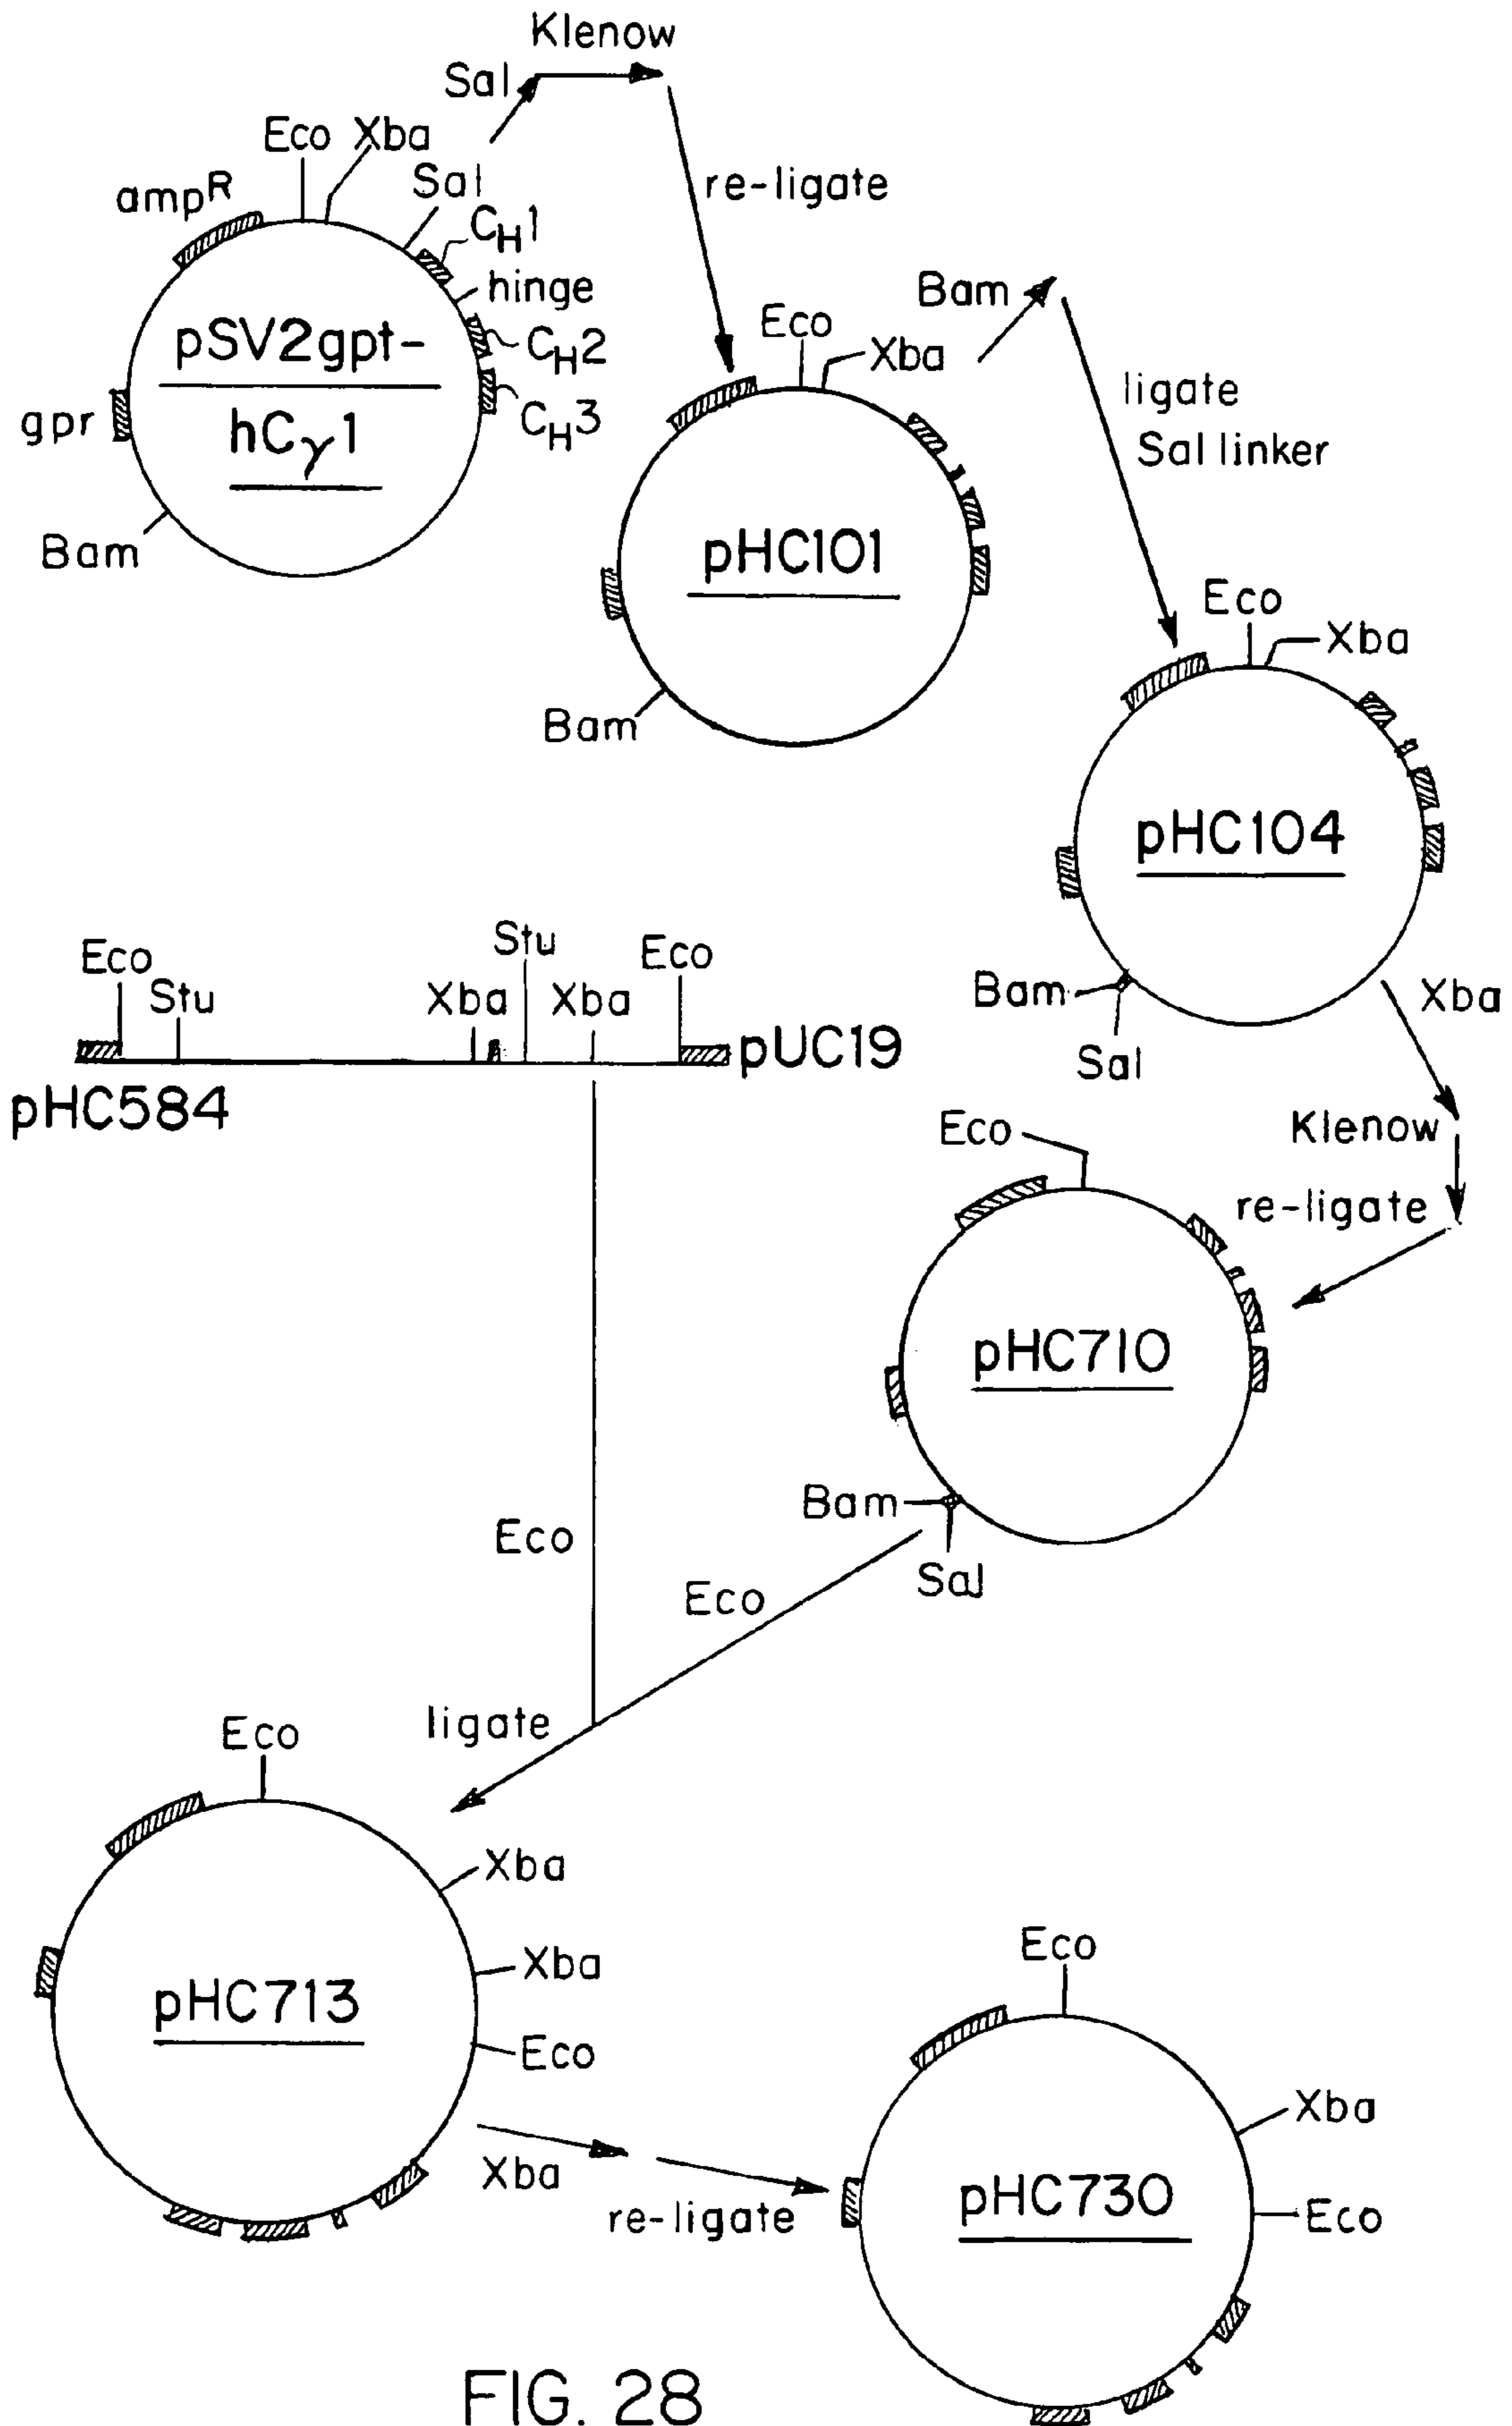 Klenow
Sal
Eco Xba
ampR
Sal
re-ligate
CH1
hinge
pSV2gpt-
CH2
hCγ1
CH3
gpr
Bam
Bam
Eco
Xba
ligate
Sal linker
pHC101
Bam
Eco
Xba
pHC104
Bam
Sal
Xba
Eco
Stu
Xba
Stu
Xba
Eco
pUC19
pHC584
Klenow
re-ligate
Eco
pHC710
Bam
Sal
Eco
Eco
ligate
Eco
Xba
Xba
pHC713
Eco
Xba
re-ligate
Eco
Xba
pHC730
Eco
FIG. 28